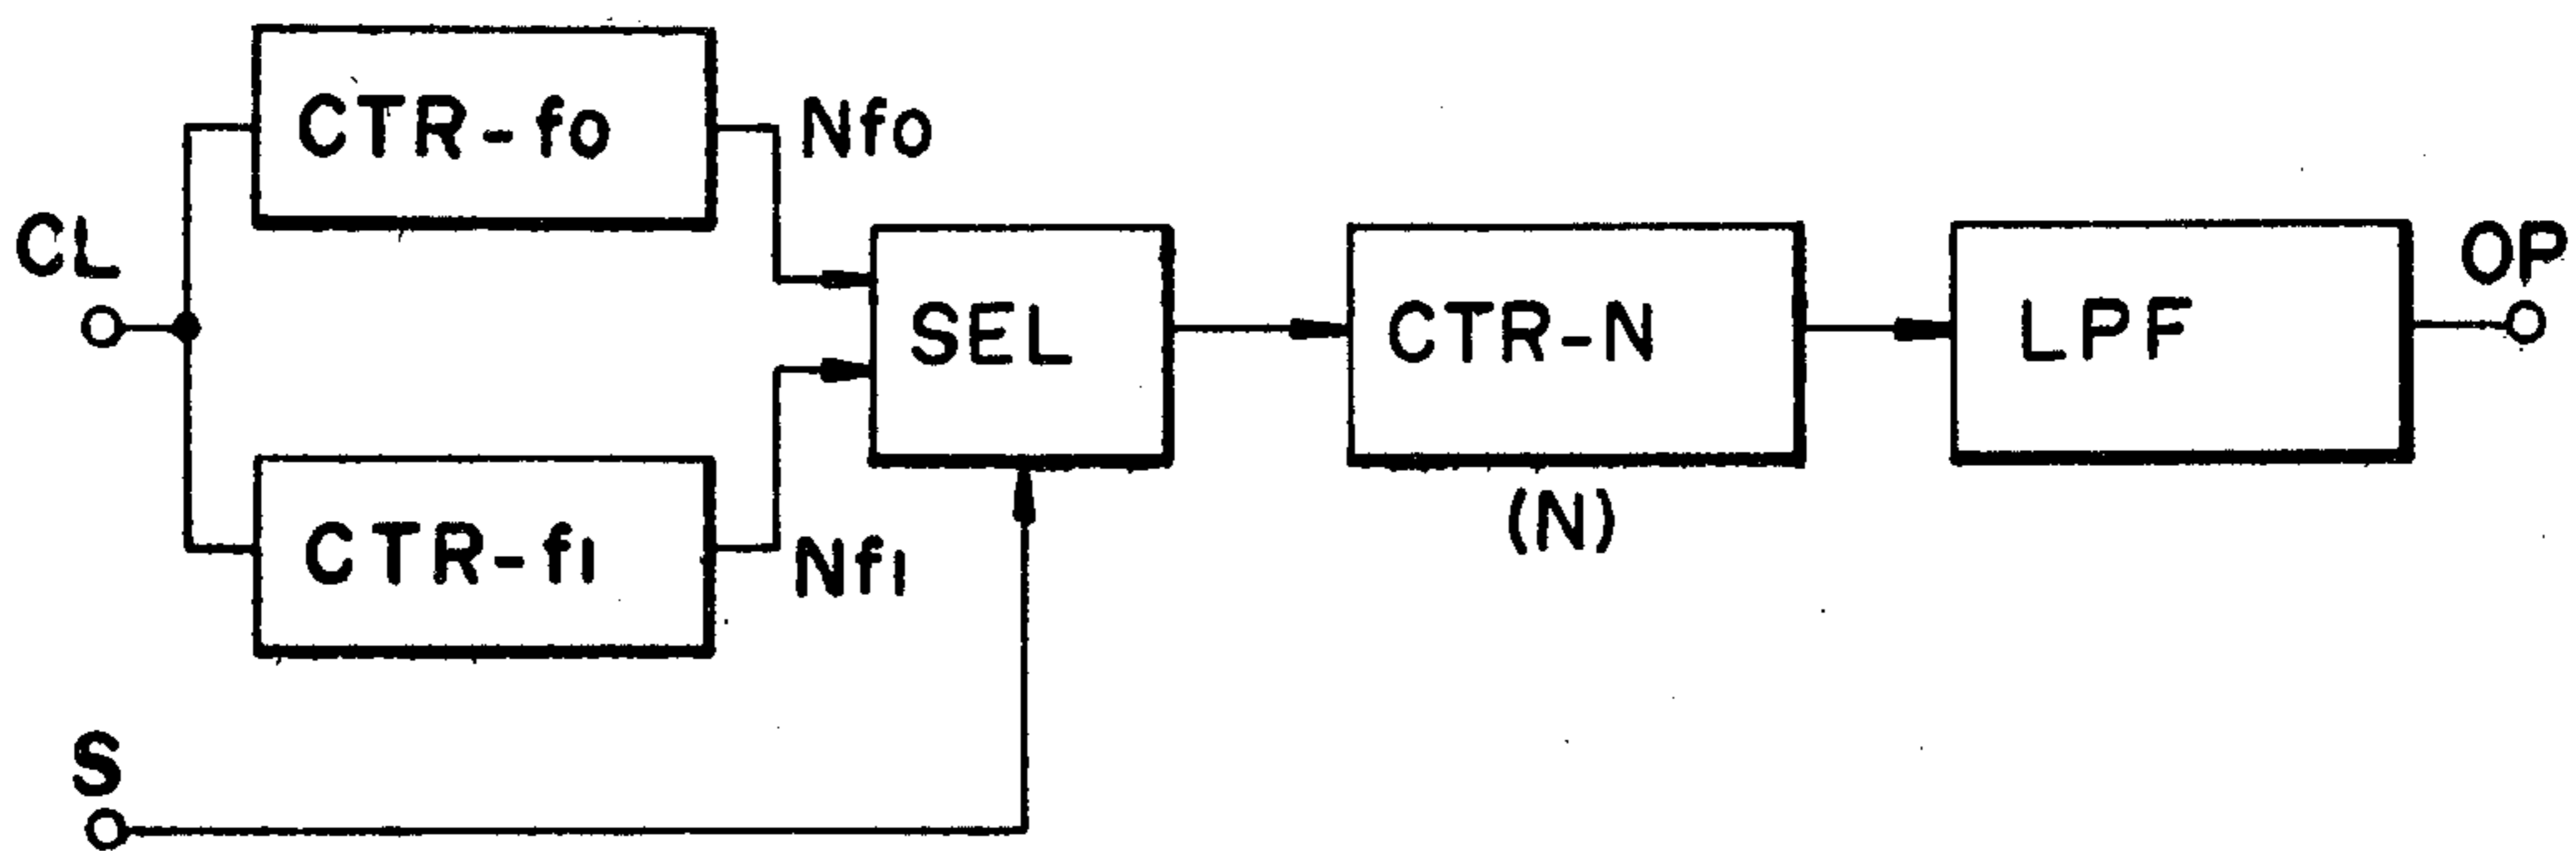 CTR-fo
Nfo
CL
OP
SEL
CTR-N
LPF
(N)
CTR-f1
Nf1
S